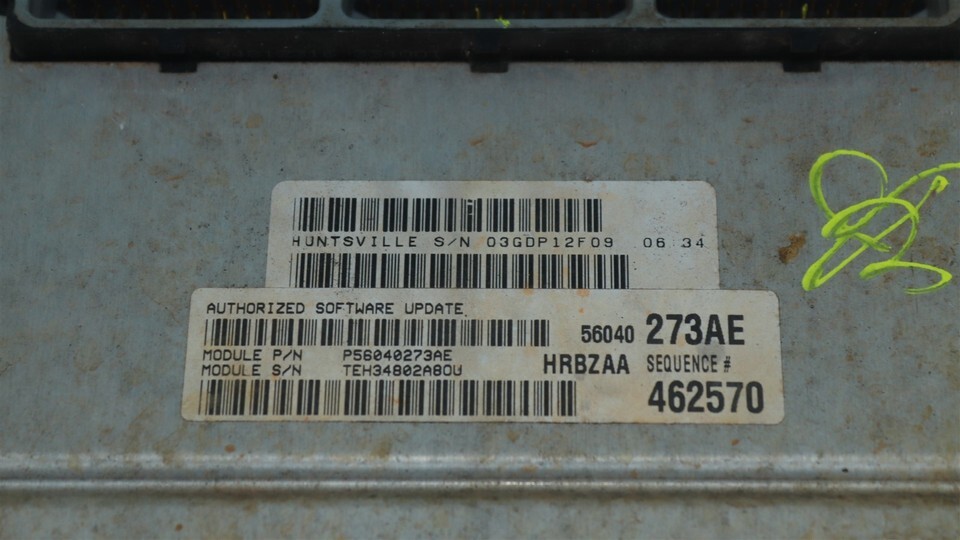 HUNTSVILLE S/N 03GDP12F09 06:34
AUTHORIZED SOFTWARE UPDATE
56040 273AE
MODULE P/N P56040273AE
HRBZAA SEQUENCE #
MODULE S/N TEH34802A80U
462570